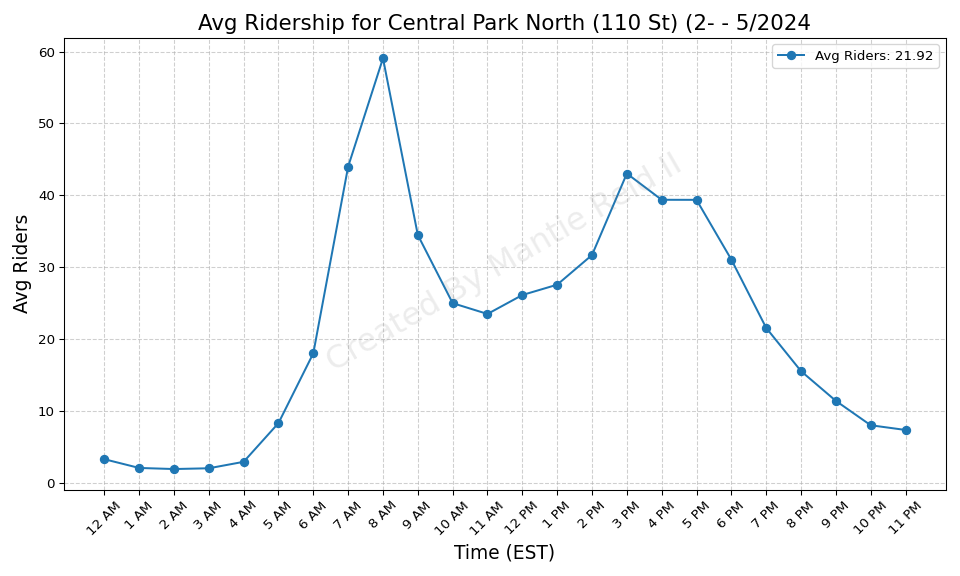 Avg Ridership for Central Park North (110 St) (2- - 5/2024
Avg Riders: 21.92
60
50
40
30
20
10
0
Avg Riders
Created By Mantie Reid II
12 AM
1 AM
2 AM
3 AM
4 AM
5 AM
6 AM
7 AM
8 AM
9 AM
10 AM
11 AM
12 PM
1 PM
2 PM
3 PM
4 PM
5 PM
6 PM
7 PM
8 PM
9 PM
10 PM
11 PM
Time (EST)